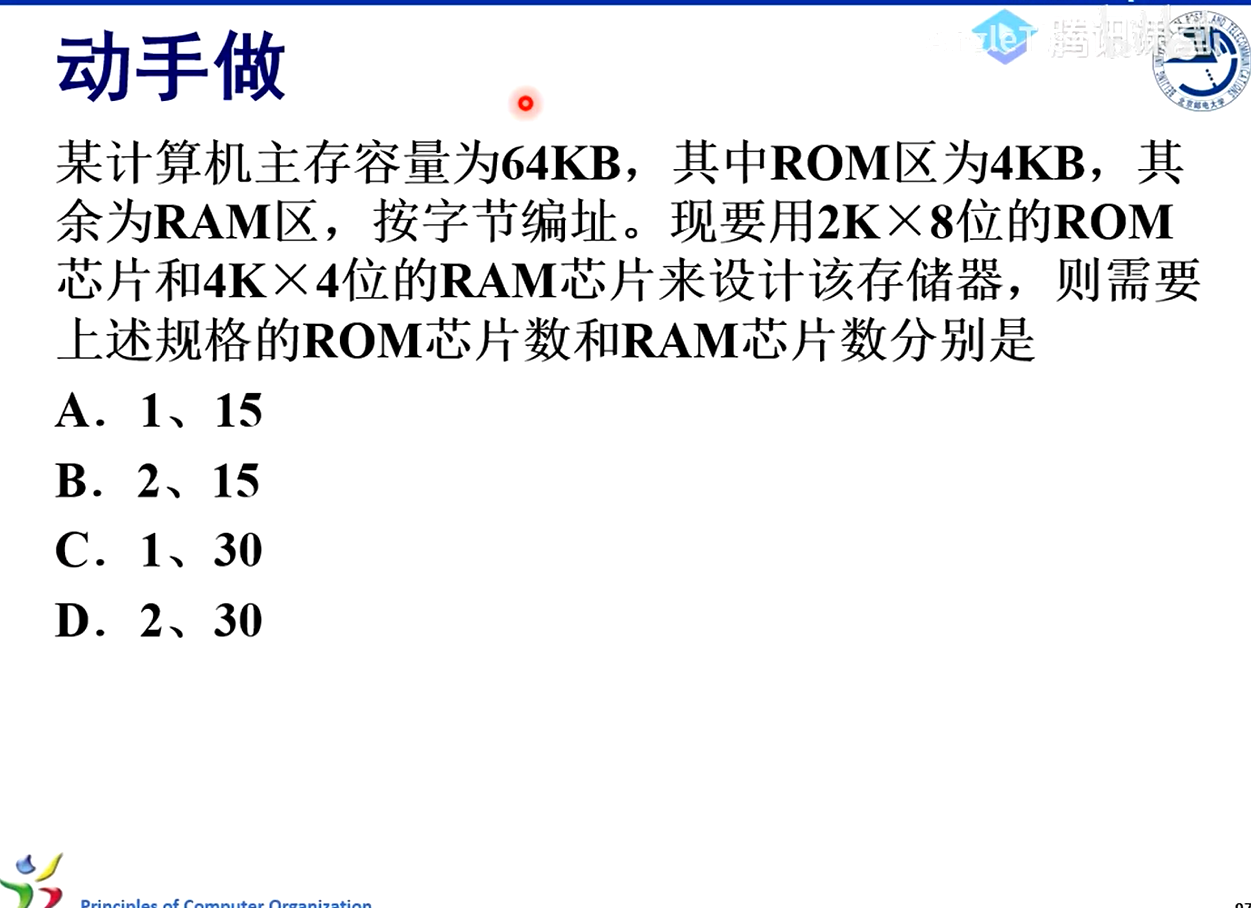 动手做
腾讯课堂
北京邮电大学
某计算机主存容量为64KB，其中ROM区为4KB，其
余为RAM区，按字节编址。现要用2K×8位的ROM
芯片和4K×4位的RAM芯片来设计该存储器，则需要
上述规格的ROM芯片数和RAM芯片数分别是
A．1、15
B．2、15
C．1、30
D．2、30
Principles of Computer Organization